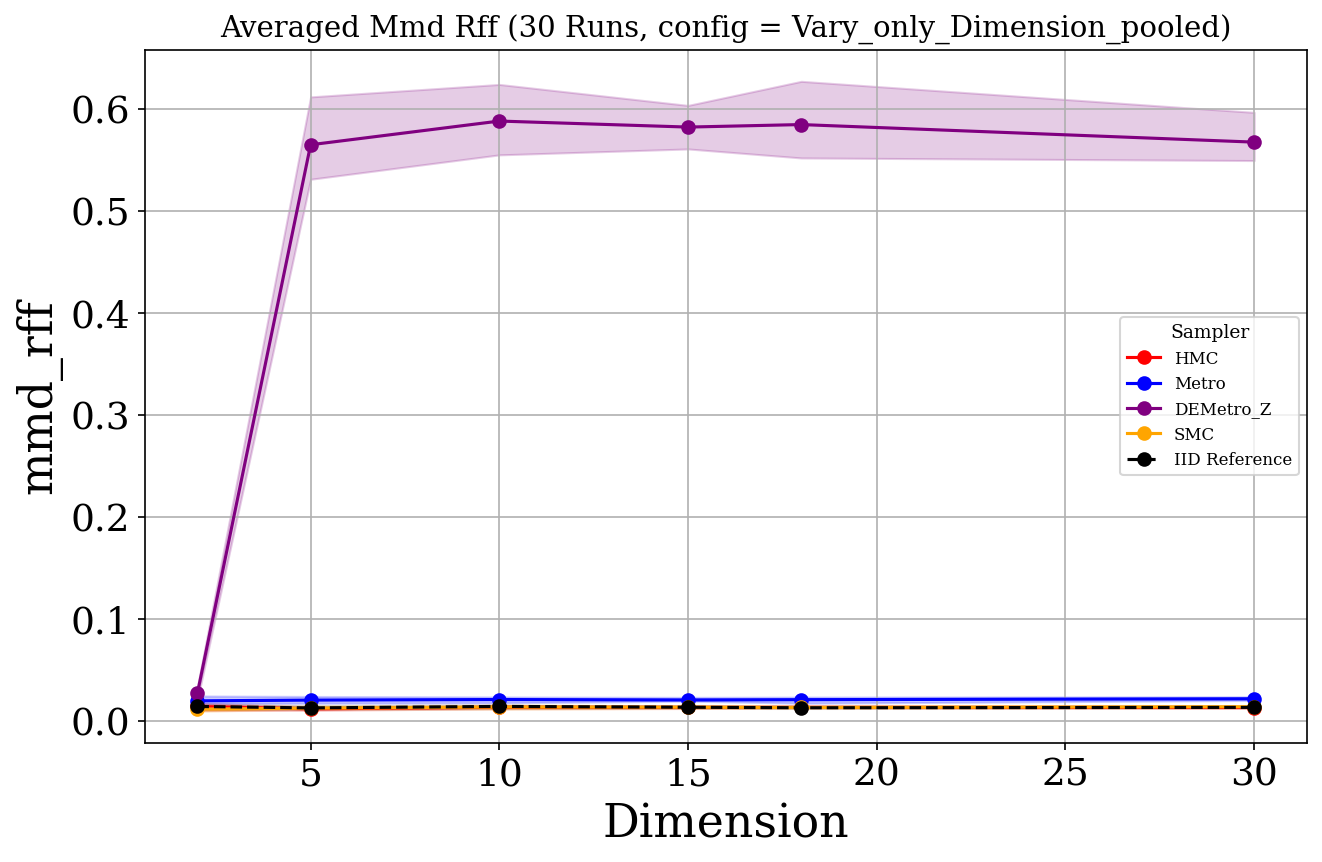 Averaged Mmd Rff (30 Runs, config = Vary_only_Dimension_pooled)
mmd_rff
0.6
0.5
0.4
0.3
0.2
0.1
0.0
Sampler
HMC
Metro
DEMetro_Z
SMC
IID Reference
5 10 15 20 25 30
Dimension